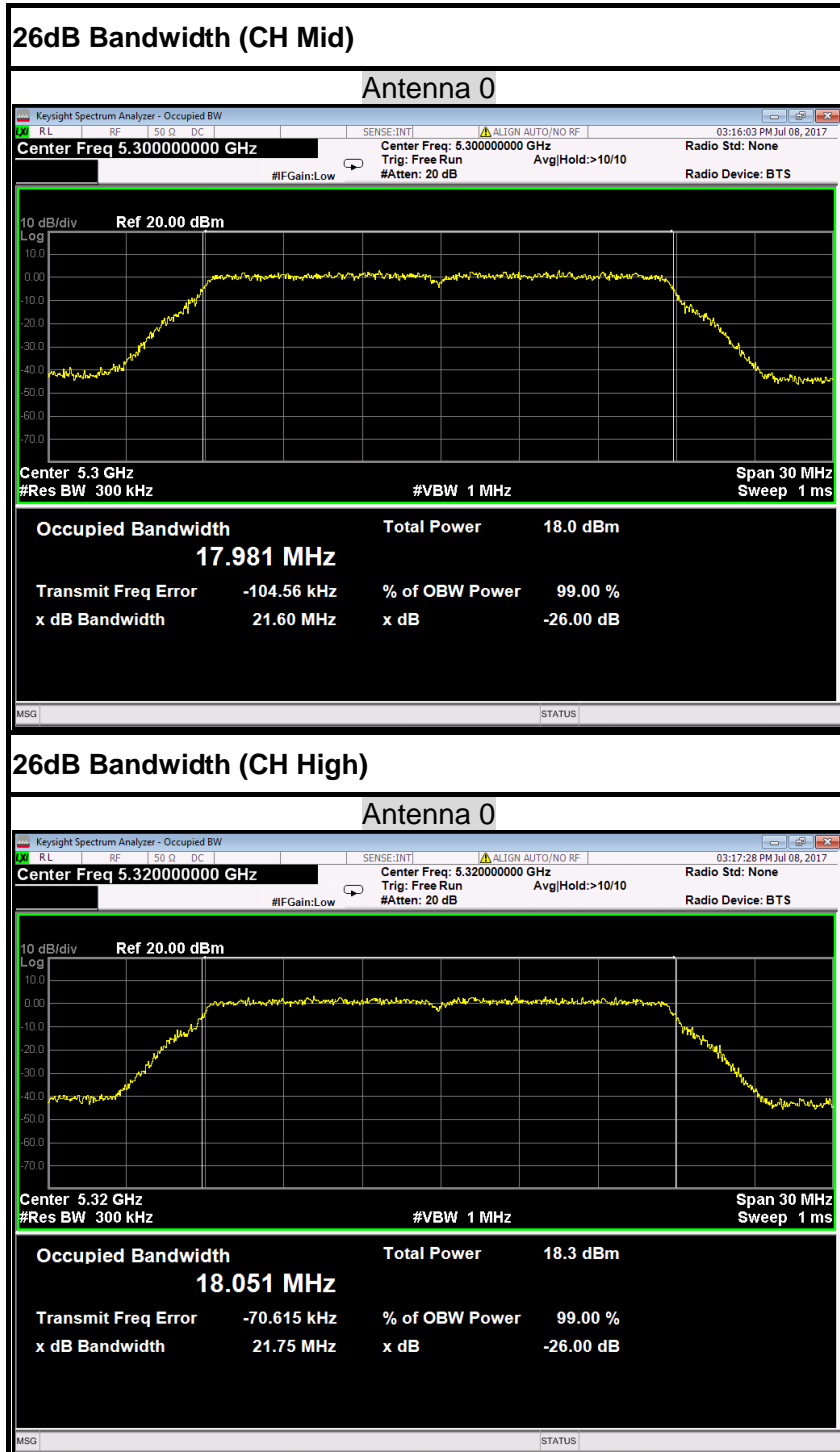 26dB Bandwidth (CH Mid)
Antenna 0
Keysight Spectrum Analyzer - Occupied BW
LXI RL RF 50 Ω DC SENSE:INT ALIGN AUTO/NO RF 03:16:03 PM Jul 08, 2017
Center Freq 5.300000000 GHz Center Freq: 5.300000000 GHz Radio Std: None
Trig: Free Run Avg|Hold:>10/10
#IFGain:Low #Atten: 20 dB Radio Device: BTS
10 dB/div Ref 20.00 dBm
Log
10.0
0.00
-10.0
-20.0
-30.0
-40.0
-50.0
-60.0
-70.0
Center 5.3 GHz Span 30 MHz
#Res BW 300 kHz #VBW 1 MHz Sweep 1 ms
Occupied Bandwidth Total Power 18.0 dBm
17.981 MHz
Transmit Freq Error -104.56 kHz % of OBW Power 99.00 %
x dB Bandwidth 21.60 MHz x dB -26.00 dB
MSG STATUS
26dB Bandwidth (CH High)
Antenna 0
Keysight Spectrum Analyzer - Occupied BW
LXI RL RF 50 Ω DC SENSE:INT ALIGN AUTO/NO RF 03:17:28 PM Jul 08, 2017
Center Freq 5.320000000 GHz Center Freq: 5.320000000 GHz Radio Std: None
Trig: Free Run Avg|Hold:>10/10
#IFGain:Low #Atten: 20 dB Radio Device: BTS
10 dB/div Ref 20.00 dBm
Log
10.0
0.00
-10.0
-20.0
-30.0
-40.0
-50.0
-60.0
-70.0
Center 5.32 GHz Span 30 MHz
#Res BW 300 kHz #VBW 1 MHz Sweep 1 ms
Occupied Bandwidth Total Power 18.3 dBm
18.051 MHz
Transmit Freq Error -70.615 kHz % of OBW Power 99.00 %
x dB Bandwidth 21.75 MHz x dB -26.00 dB
MSG STATUS